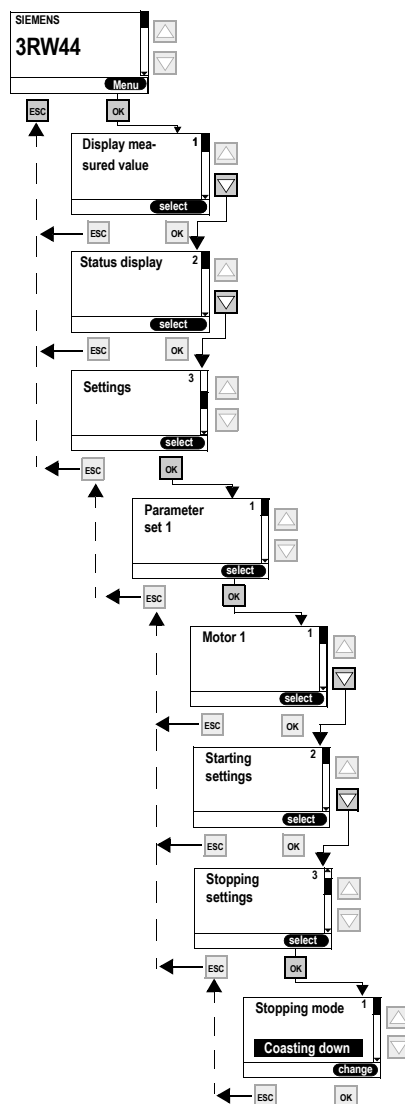 SIEMENS
3RW44
Menu
ESC
OK
Display mea-
sured value
1
select
ESC
OK
Status display
2
select
ESC
OK
Settings
3
select
ESC
OK
Parameter
set 1
1
select
ESC
OK
Motor 1
1
select
ESC
OK
Starting
settings
2
select
ESC
OK
Stopping
settings
3
select
ESC
OK
Stopping mode
1
Coasting down
change
ESC
OK